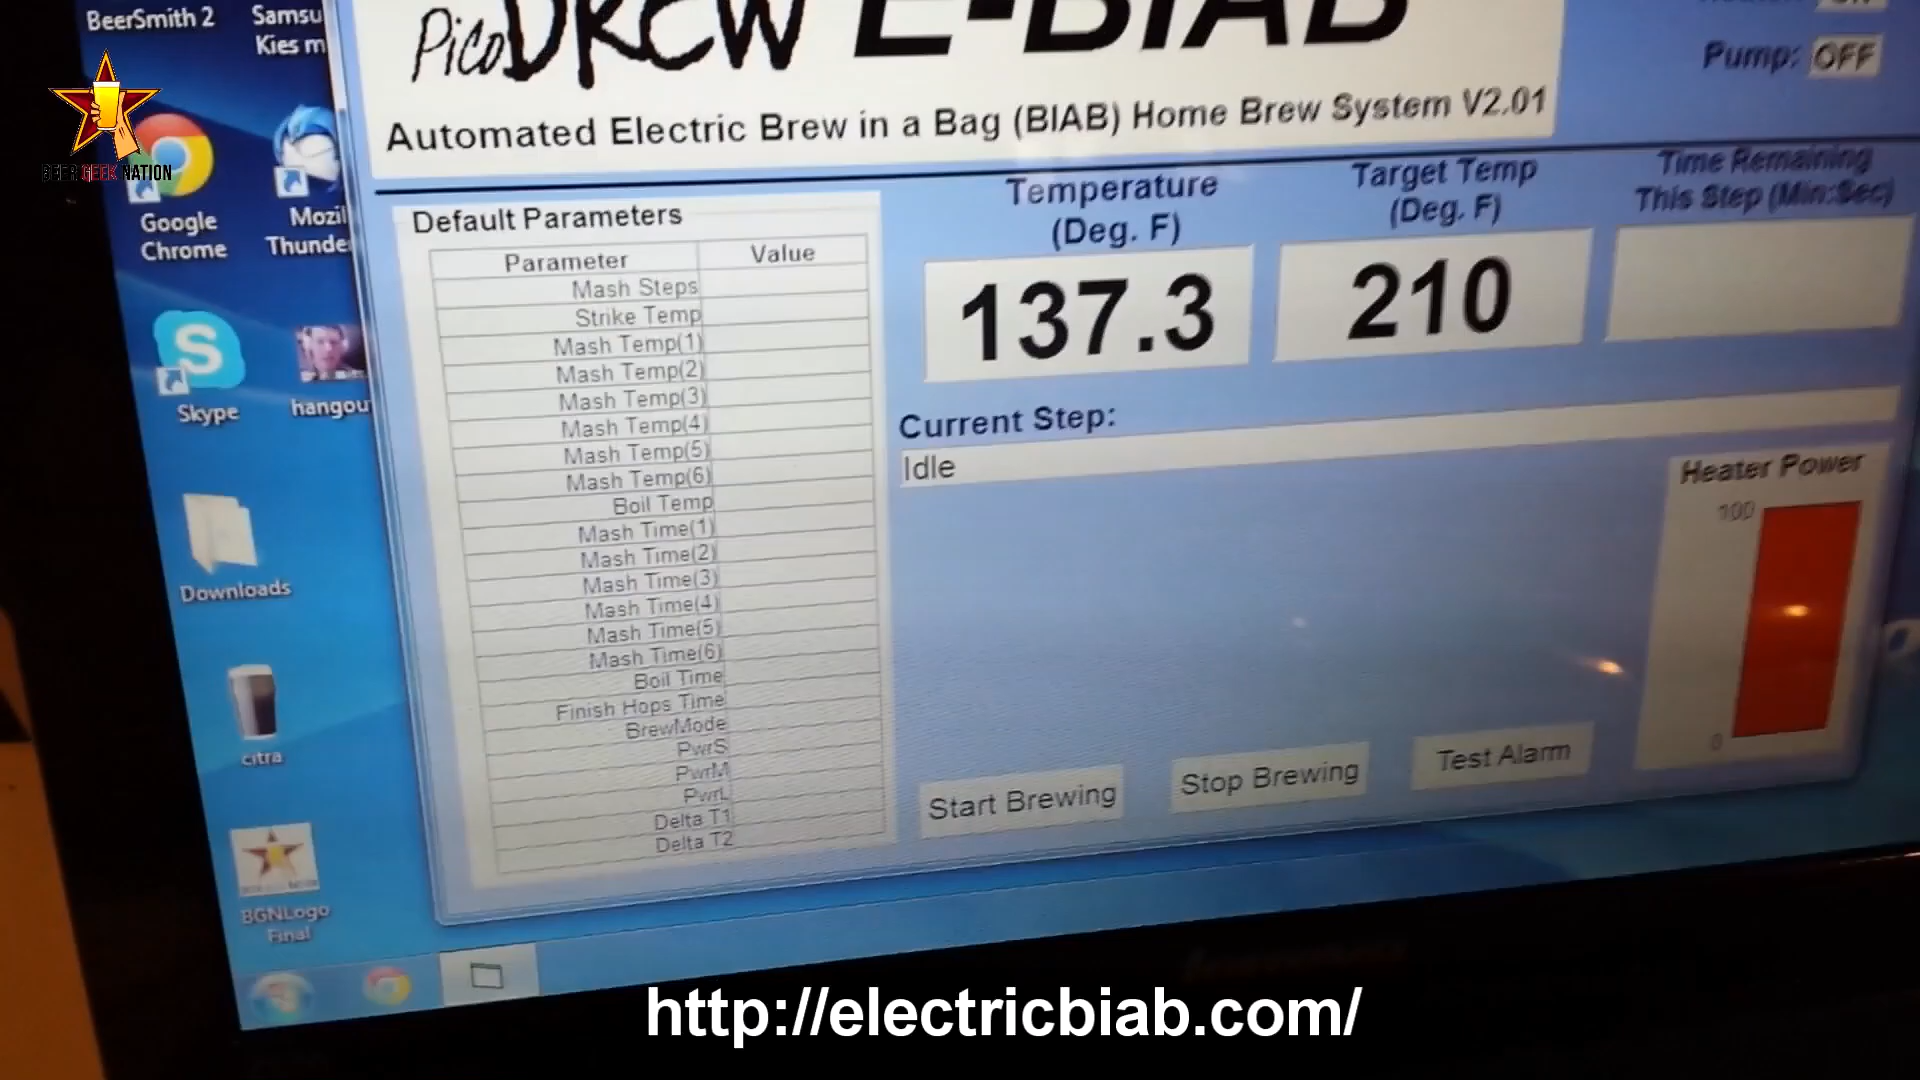 BeerSmith 2
Samsu
Kies m
PicoBREW E-BIAB
Automated Electric Brew in a Bag (BIAB) Home Brew System V2.01
Pump: OFF
BEER GEEK NATION
Google
Chrome
Mozil
Thunde
Skype
hangou
Downloads
citra
BGNLogo
Final
Default Parameters
Parameter Value
Mash Steps
Strike Temp
Mash Temp(1)
Mash Temp(2)
Mash Temp(3)
Mash Temp(4)
Mash Temp(5)
Mash Temp(6)
Boil Temp
Mash Time(1)
Mash Time(2)
Mash Time(3)
Mash Time(4)
Mash Time(5)
Mash Time(6)
Boil Time
Finish Hops Time
BrewMode
PwrS
PwrM
PwrL
Delta T1
Delta T2
Temperature
(Deg. F)
137.3
Target Temp
(Deg. F)
210
Time Remaining
This Step (Min:Sec)
Current Step:
Idle
Heater Power
100
0
Start Brewing
Stop Brewing
Test Alarm
http://electricbiab.com/